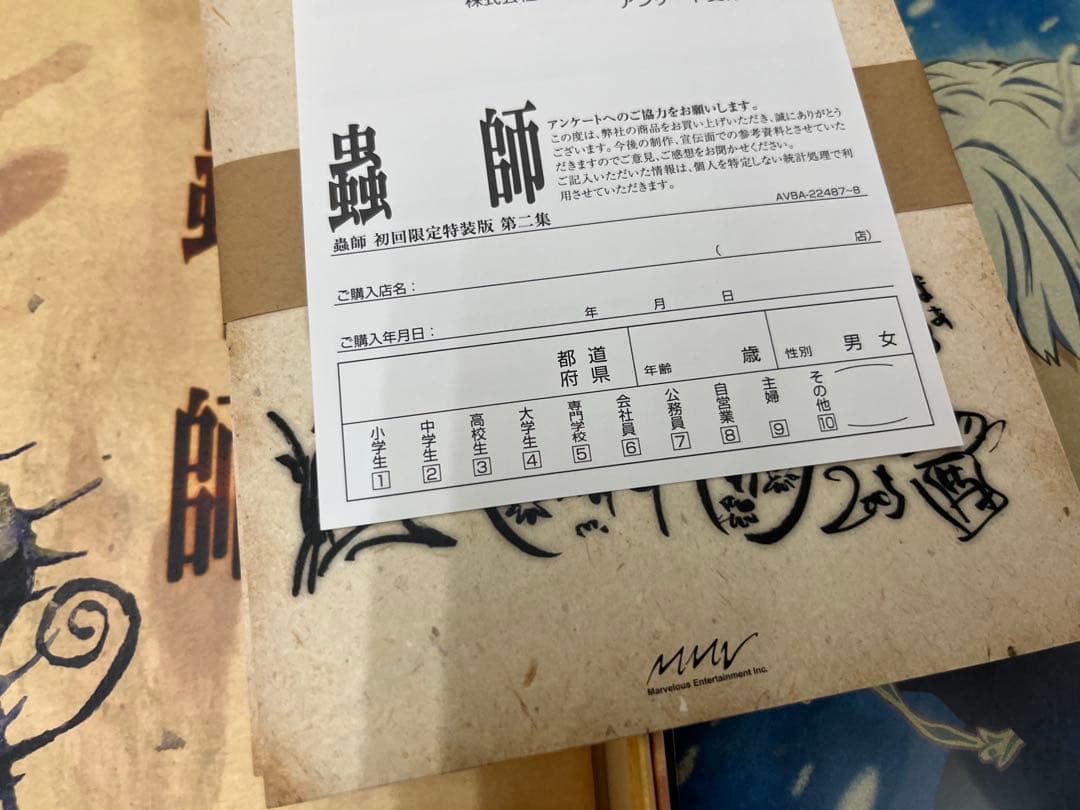 株式会社
蟲師
アンケートへのご協力をお願いします。
この度は、弊社の商品をお買い上げいただき、誠にありがとう
ございます。今後の制作、宣伝面での参考資料とさせていた
だきますのでご意見、ご感想をお聞かせください。
ご記入いただいた情報は、個人を特定しない統計処理で利
用させていただきます。
AVBA-22487~8
蟲師 初回限定特装版 第二集
ご購入店名： （ 店）
ご購入年月日： 年 月 日
都道
府県
年齢 歳
性別 男 女
小学生 1
中学生 2
高校生 3
大学生 4
専門学校 5
会社員 6
公務員 7
自営業 8
主婦 9
その他 10
蟲師
Marvelous Entertainment Inc.